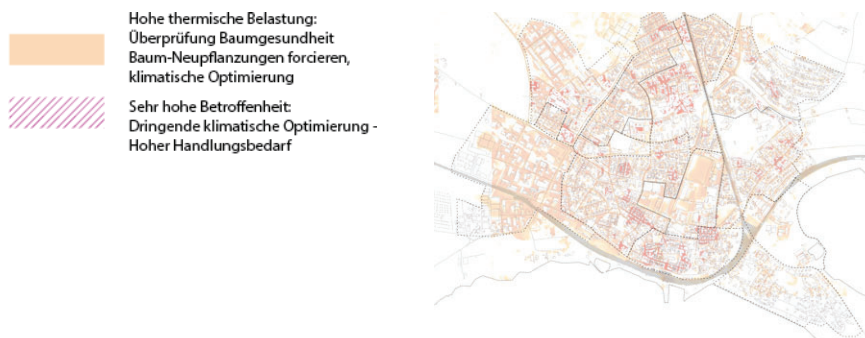 Hohe thermische Belastung:
Überprüfung Baumgesundheit
Baum-Neupflanzungen forcieren,
klimatische Optimierung
Sehr hohe Betroffenheit:
Dringende klimatische Optimierung -
Hoher Handlungsbedarf